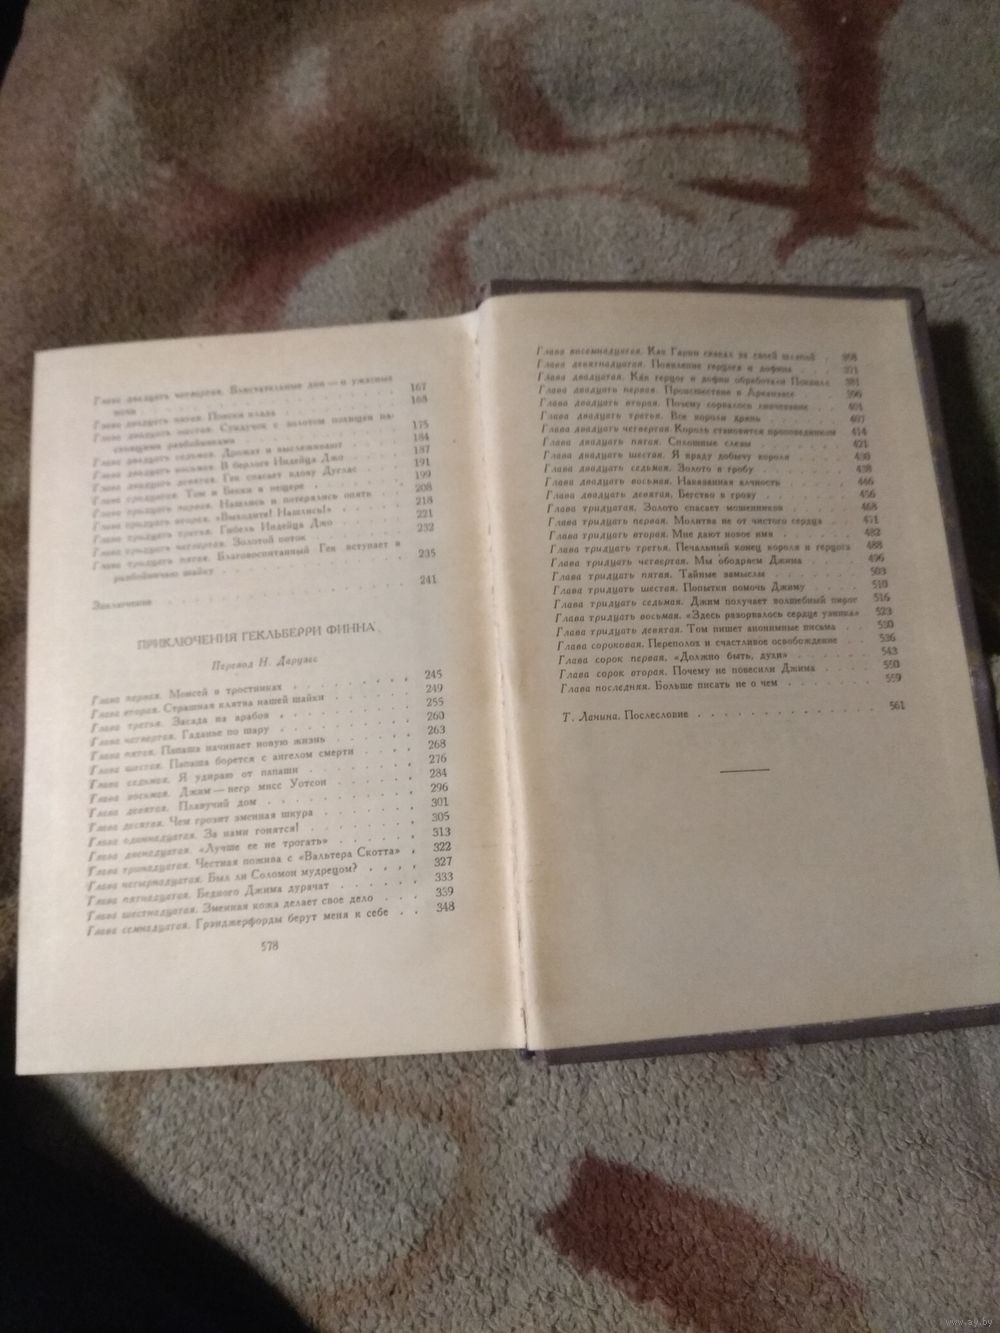 Глава двадцать четвертая. Блистательные дни — и ужасные
ночи 167
Глава двадцать пятая. Поиски клада 168
Глава двадцать шестая. Сундучок с золотом похищен на-
стоящими разбойниками 175
Глава двадцать седьмая. Дрожат и выслеживают 184
Глава двадцать восьмая. В берлоге Индейца Джо 187
Глава двадцать девятая. Гек спасает вдову Дуглас 191
Глава тридцатая. Том и Бекки в пещере 199
Глава тридцать первая. Нашлись и потерялись опять 208
Глава тридцать вторая. «Выходите! Нашлись!» 218
Глава тридцать третья. Гибель Индейца Джо 221
Глава тридцать четвертая. Золотой поток 232
Глава тридцать пятая. Благовоспитанный Гек вступает в
разбойничью шайку 235
Заключение 241
ПРИКЛЮЧЕНИЯ ГЕКЛЬБЕРРИ ФИННА
Перевод Н. Дарузес
Глава первая. Моисей в тростниках 245
Глава вторая. Страшная клятва нашей шайки 249
Глава третья. Засада на арабов 255
Глава четвертая. Гаданье по шару 260
Глава пятая. Папаша начинает новую жизнь 263
Глава шестая. Папаша борется с ангелом смерти 268
Глава седьмая. Я удираю от папаши 276
Глава восьмая. Джим — негр мисс Уотсон 284
Глава девятая. Плавучий дом 296
Глава десятая. Чем грозит змеиная шкура 301
Глава одиннадцатая. За нами гонятся! 305
Глава двенадцатая. «Лучше ее не трогать» 313
Глава тринадцатая. Честная пожива с «Вальтера Скотта» 322
Глава четырнадцатая. Был ли Соломон мудрецом? 327
Глава пятнадцатая. Бедного Джима дурачат 333
Глава шестнадцатая. Змеиная кожа делает свое дело 339
Глава семнадцатая. Грэнджерфорды берут меня к себе 348
578
Глава восемнадцатая. Как Гарни скакал за своей шляпой 358
Глава девятнадцатая. Появление герцога и дофина 371
Глава двадцатая. Как герцог и дофин обработали Поквилл 381
Глава двадцать первая. Происшествие в Арканзасе 390
Глава двадцать вторая. Почему сорвалось линчевание 401
Глава двадцать третья. Все короли дрянь 407
Глава двадцать четвертая Король становится проповедником 414
Глава двадцать пятая. Сплошные слезы 421
Глава двадцать шестая. Я краду добычу короля 430
Глава двадцать седьмая. Золото в гробу 438
Глава двадцать восьмая. Наказанная алчность 446
Глава двадцать девятая. Бегство в грозу 456
Глава тридцатая. Золото спасает мошенников 468
Глава тридцать первая. Молитва не от чистого сердца 471
Глава тридцать вторая. Мне дают новое имя 482
Глава тридцать третья. Печальный конец короля и герцога 488
Глава тридцать четвертая. Мы ободряем Джима 496
Глава тридцать пятая. Тайные замыслы 503
Глава тридцать шестая. Попытки помочь Джиму 510
Глава тридцать седьмая. Джим получает волшебный пирог 516
Глава тридцать восьмая. «Здесь разорвалось сердце узника» 523
Глава тридцать девятая. Том пишет анонимные письма 530
Глава сороковая. Переполох и счастливое освобождение 536
Глава сорок первая. «Должно быть, духи» 543
Глава сорок вторая. Почему не повесили Джима 550
Глава последняя. Больше писать не о чем 559
Т. Ланина. Послесловие 561
www.ay.by